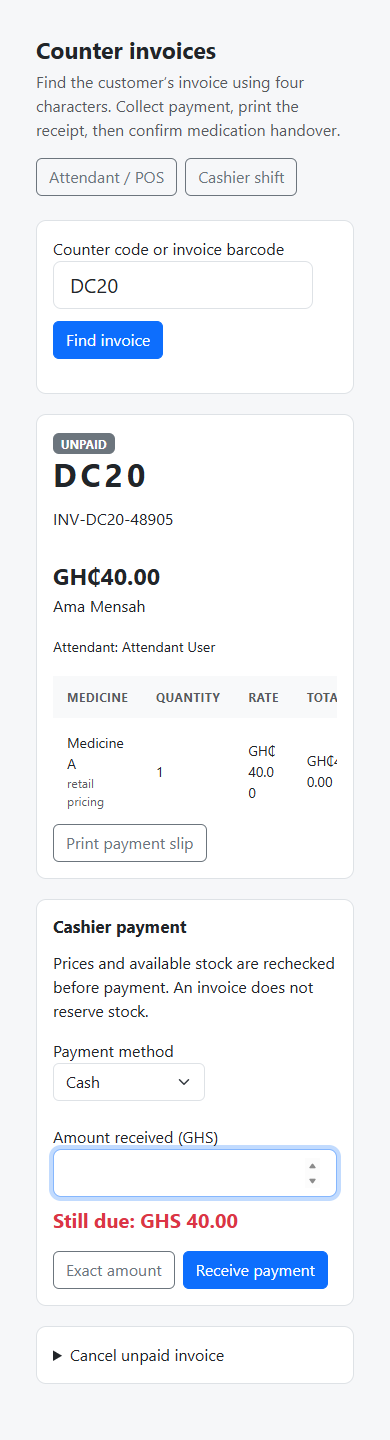 Counter invoices
Find the customer's invoice using four
characters. Collect payment, print the
receipt, then confirm medication handover.
Attendant / POS Cashier shift
Counter code or invoice barcode
DC20
Find invoice
UNPAID
DC20
INV-DC20-48905
GH₵40.00
Ama Mensah
Attendant: Attendant User
MEDICINE QUANTITY RATE TOTA
Medicine
A
retail
pricing
1
GH₵
40.0
0
GH₵4
0.00
Print payment slip
Cashier payment
Prices and available stock are rechecked
before payment. An invoice does not
reserve stock.
Payment method
Cash
Amount received (GHS)
Still due: GHS 40.00
Exact amount Receive payment
Cancel unpaid invoice